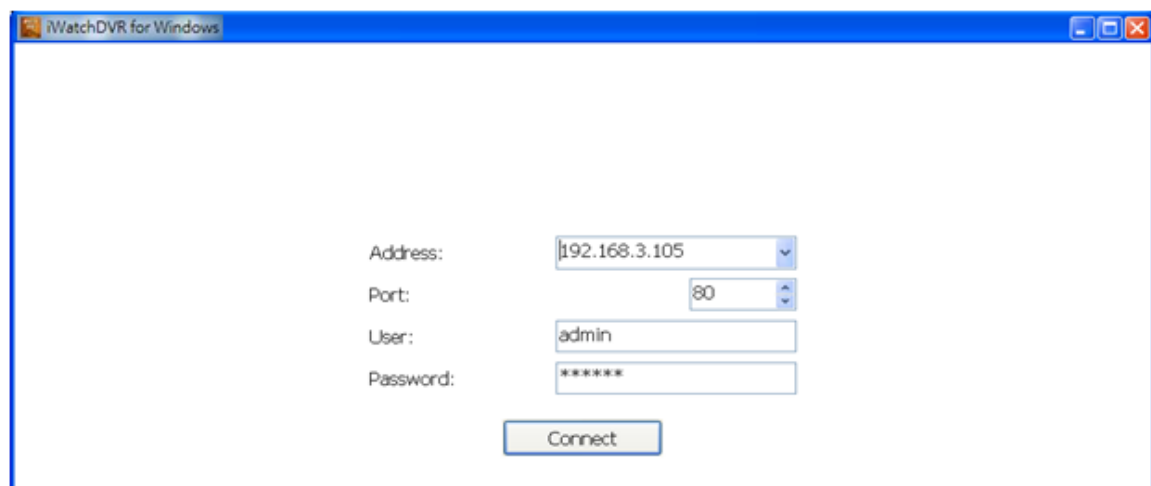 iWatchDVR for Windows
Address: 192.168.3.105
Port: 80
User: admin
Password: ******
Connect